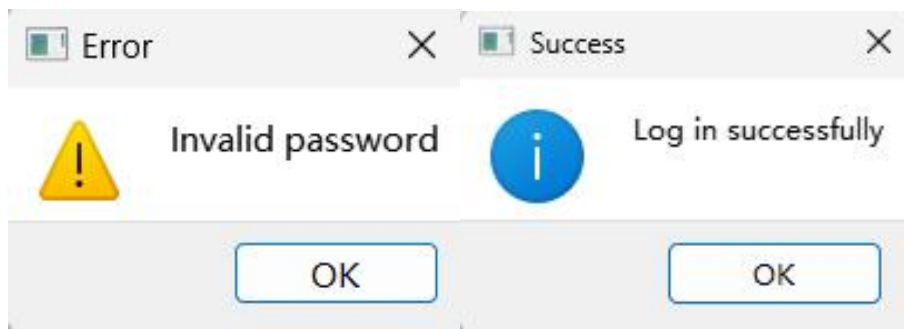 Error
Invalid password
OK
Success
Log in successfully
OK